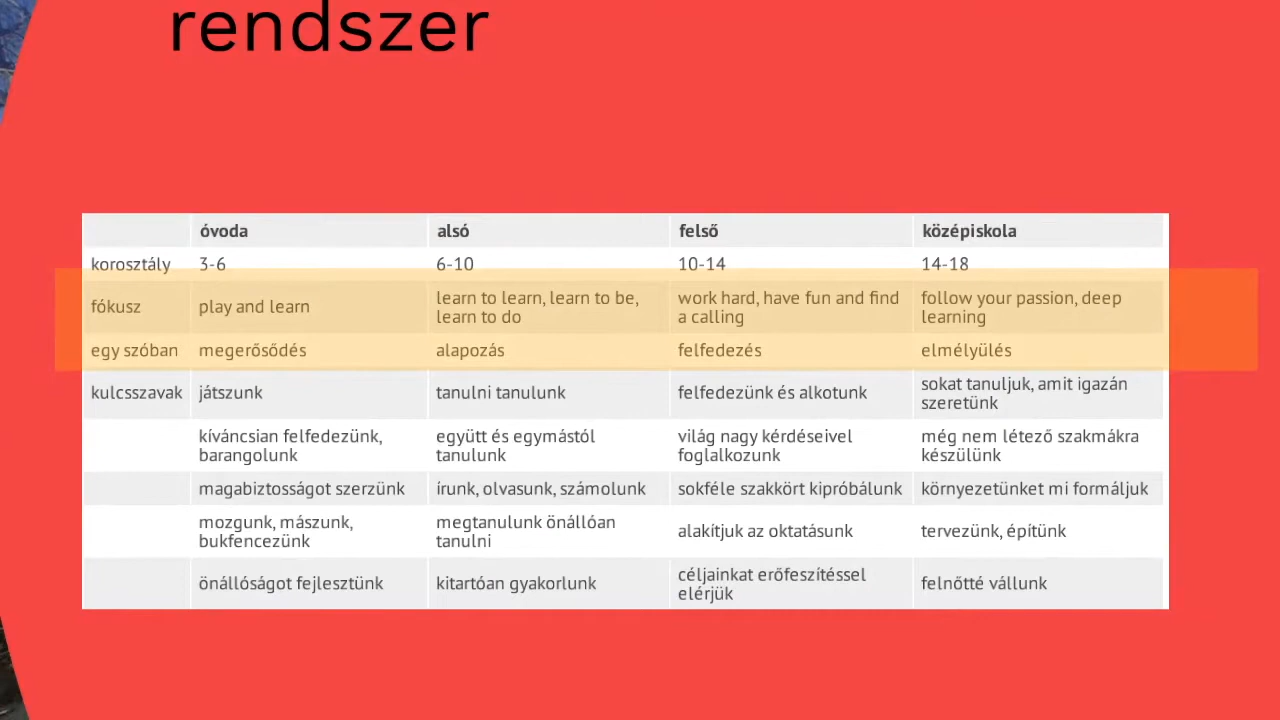 rendszer
óvoda alsó felső középiskola
korosztály 3-6 6-10 10-14 14-18
fókusz play and learn learn to learn, learn to be, work hard, have fun and find follow your passion, deep
learn to do a calling learning
egy szóban megerősödés alapozás felfedezés elmélyülés
kulcsszavak játszunk tanulni tanulunk felfedezünk és alkotunk sokat tanuljuk, amit igazán
szeretünk
kíváncsian felfedezünk, együtt és egymástól világ nagy kérdéseivel még nem létező szakmákra
barangolunk tanulunk foglalkozunk készülünk
magabiztosságot szerzünk írunk, olvasunk, számolunk sokféle szakkört kipróbálunk környezetünket mi formáljuk
mozgunk, mászunk, megtanulunk önállóan alakítjuk az oktatásunk tervezünk, építünk
bukfencezünk tanulni
önállóságot fejlesztünk kitartóan gyakorlunk céljainkat erőfeszítéssel felnőtté vállunk
elérjük